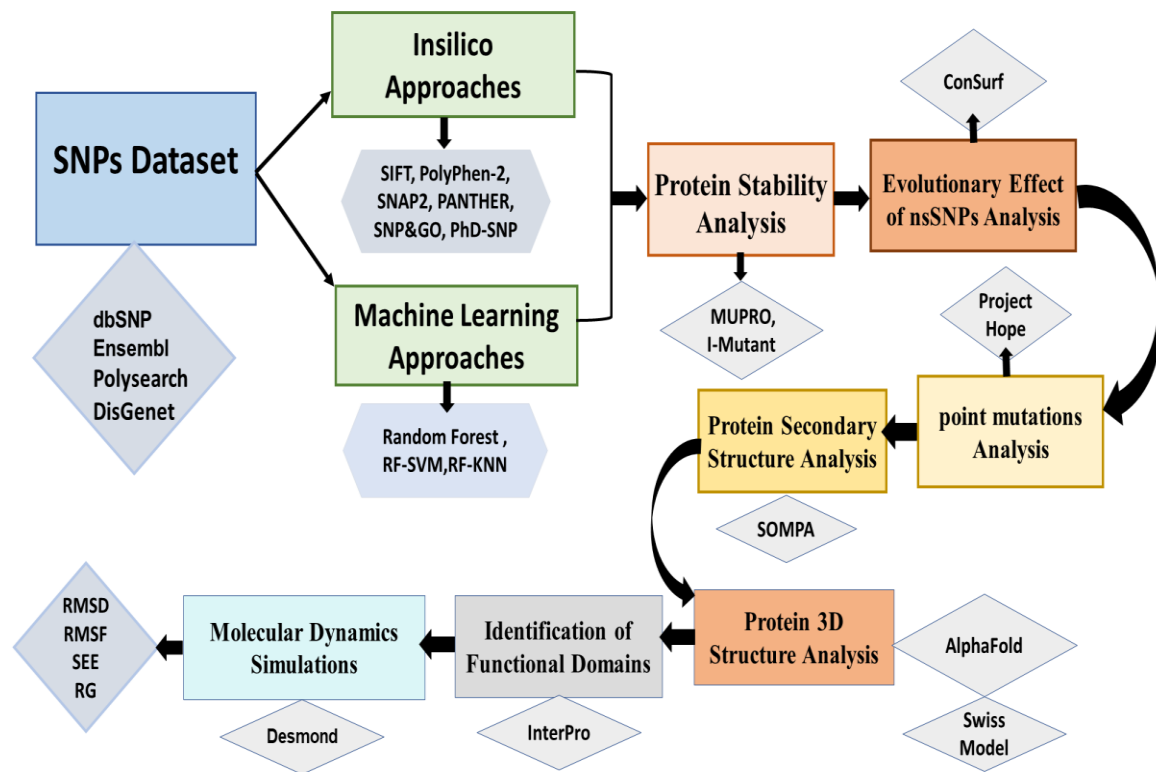 SNPs Dataset
dbSNP
Ensembl
Polysearch
DisGenet
Insilico
Approaches
SIFT, PolyPhen-2,
SNAP2, PANTHER,
SNP&GO, PhD-SNP
Machine Learning
Approaches
Random Forest ,
RF-SVM,RF-KNN
Protein Stability
Analysis
MUPRO,
I-Mutant
ConSurf
Evolutionary Effect
of nsSNPs Analysis
Project
Hope
point mutations
Analysis
Protein Secondary
Structure Analysis
SOMPA
Protein 3D
Structure Analysis
AlphaFold
Swiss
Model
Identification of
Functional Domains
InterPro
Molecular Dynamics
Simulations
Desmond
RMSD
RMSF
SEE
RG